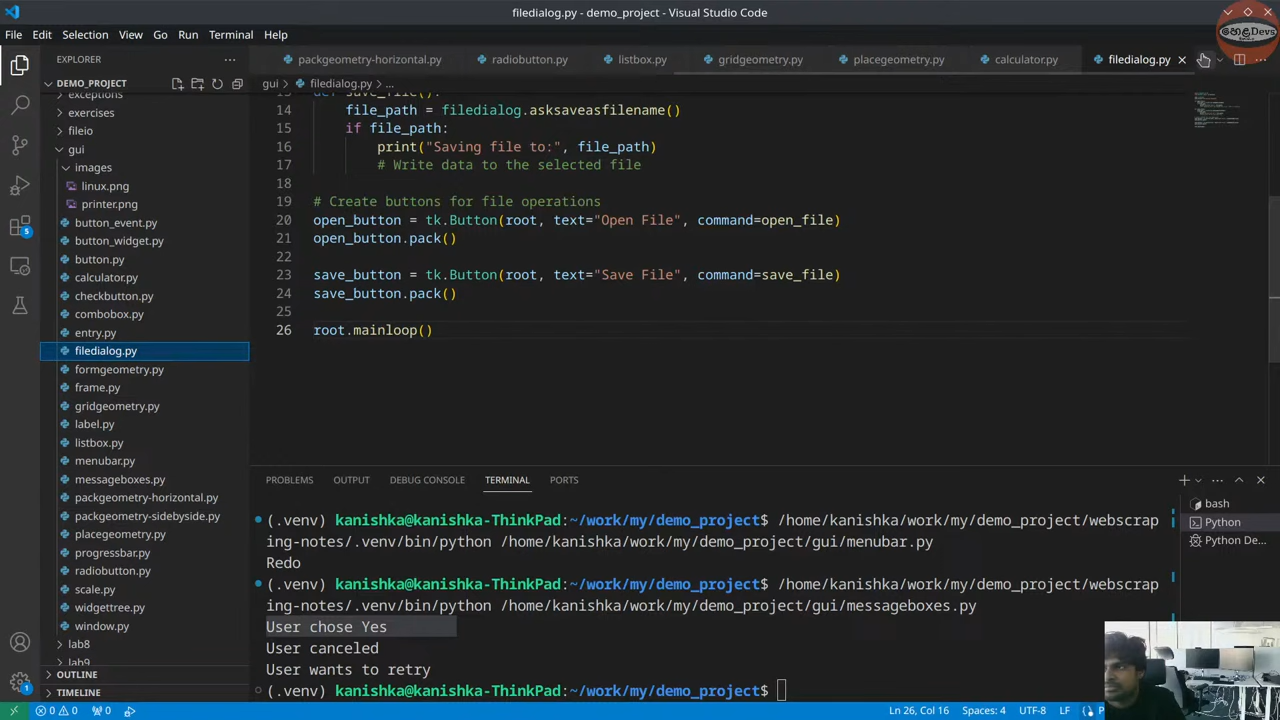 filedialog.py - demo_project - Visual Studio Code
File Edit Selection View Go Run Terminal Help
EXPLORER
packgeometry-horizontal.py radiobutton.py listbox.py gridgeometry.py placegeometry.py calculator.py filedialog.py
DEMO_PROJECT
gui > filedialog.py > ...
exceptions
exercises
fileio
gui
images
linux.png
printer.png
button_event.py
button_widget.py
button.py
calculator.py
checkbutton.py
combobox.py
entry.py
filedialog.py
formgeometry.py
frame.py
gridgeometry.py
label.py
listbox.py
menubar.py
messageboxes.py
packgeometry-horizontal.py
packgeometry-sidebyside.py
placegeometry.py
progressbar.py
radiobutton.py
scale.py
widgettree.py
window.py
lab8
lab9
OUTLINE
TIMELINE
13 def save_file():
14 file_path = filedialog.asksaveasfilename()
15 if file_path:
16 print("Saving file to:", file_path)
17 # Write data to the selected file
18
19 # Create buttons for file operations
20 open_button = tk.Button(root, text="Open File", command=open_file)
21 open_button.pack()
22
23 save_button = tk.Button(root, text="Save File", command=save_file)
24 save_button.pack()
25
26 root.mainloop()
PROBLEMS OUTPUT DEBUG CONSOLE TERMINAL PORTS
(.venv) kanishka@kanishka-ThinkPad:~/work/my/demo_project$ /home/kanishka/work/my/demo_project/webscrap
ing-notes/.venv/bin/python /home/kanishka/work/my/demo_project/gui/menubar.py
Redo
(.venv) kanishka@kanishka-ThinkPad:~/work/my/demo_project$ /home/kanishka/work/my/demo_project/webscrap
ing-notes/.venv/bin/python /home/kanishka/work/my/demo_project/gui/messageboxes.py
User chose Yes
User canceled
User wants to retry
(.venv) kanishka@kanishka-ThinkPad:~/work/my/demo_project$
bash
Python
Python De...
5
1
0 0 0
Ln 26, Col 16 Spaces: 4 UTF-8 LF